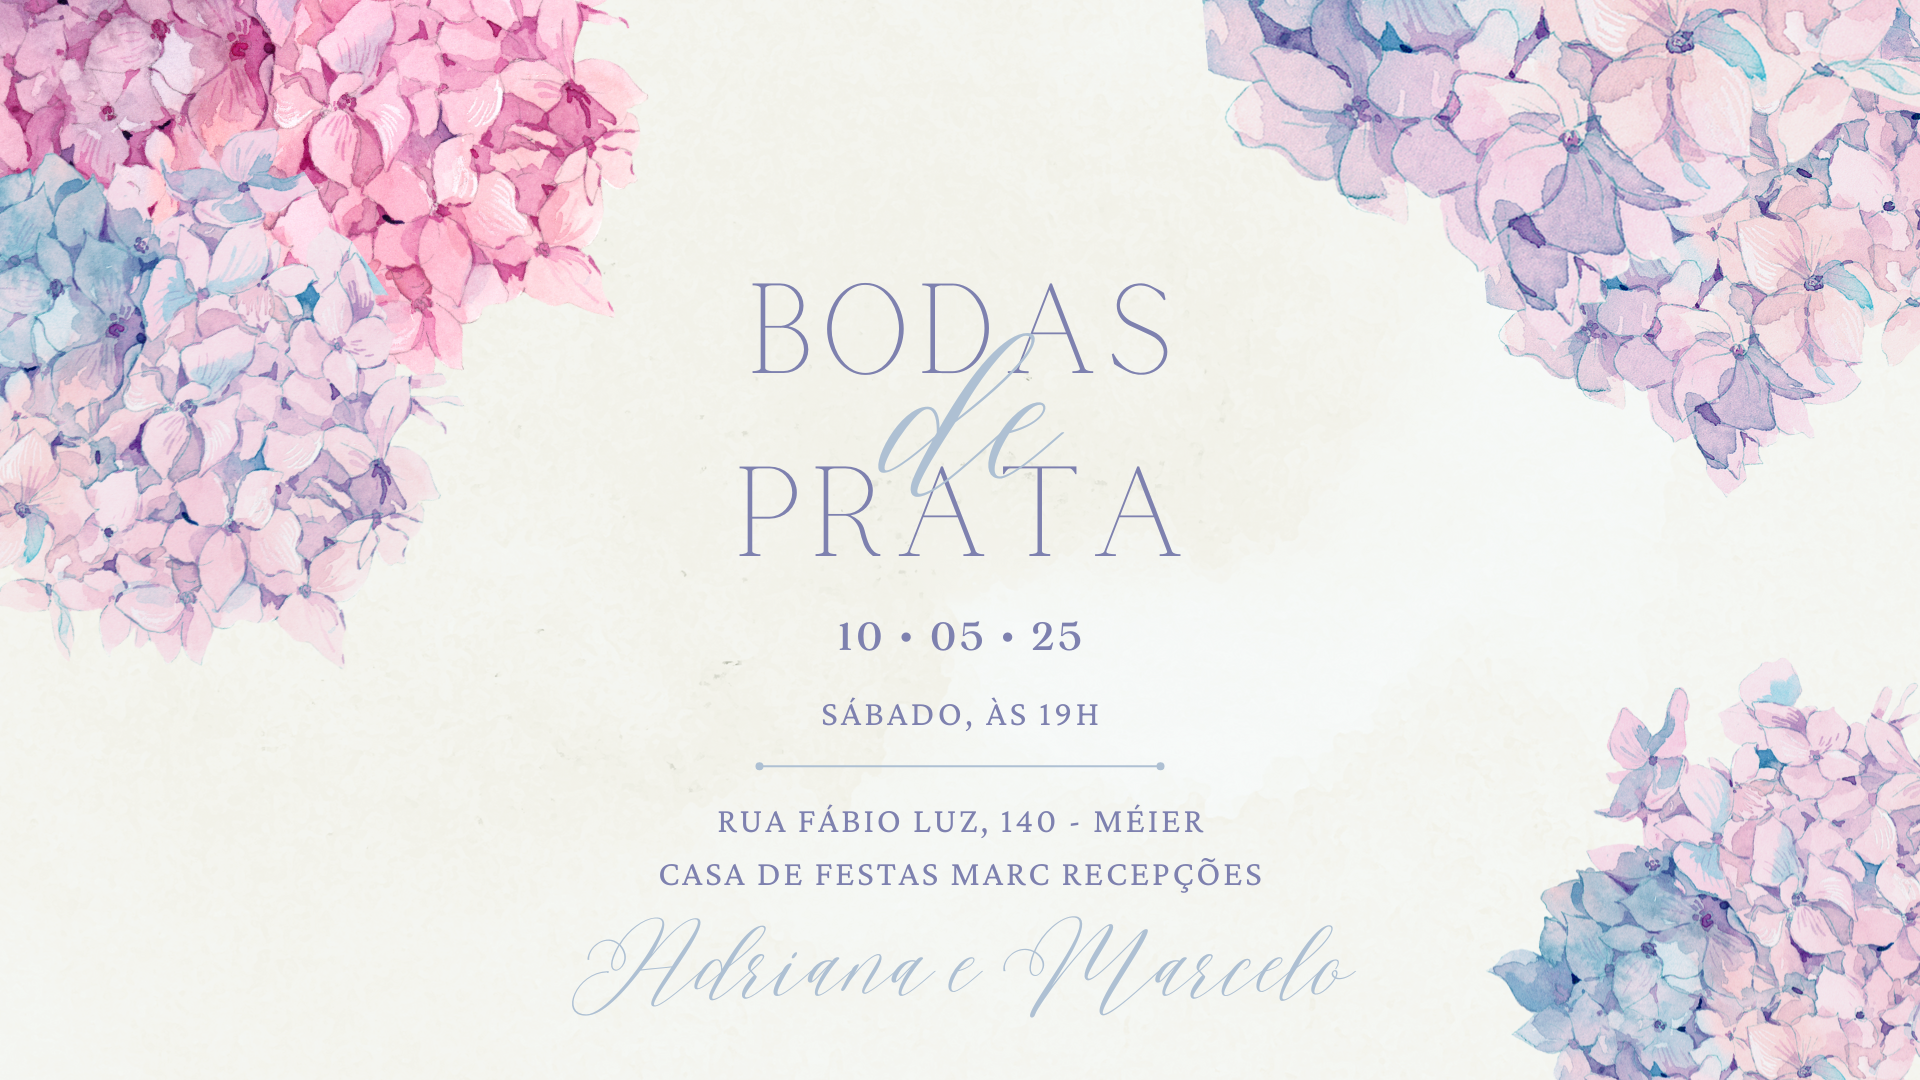 BODAS
de
PRATA
10 • 05 • 25
SÁBADO, ÀS 19H
RUA FÁBIO LUZ, 140 - MÉIER
CASA DE FESTAS MARC RECEPÇÕES
Adriana e Marcelo